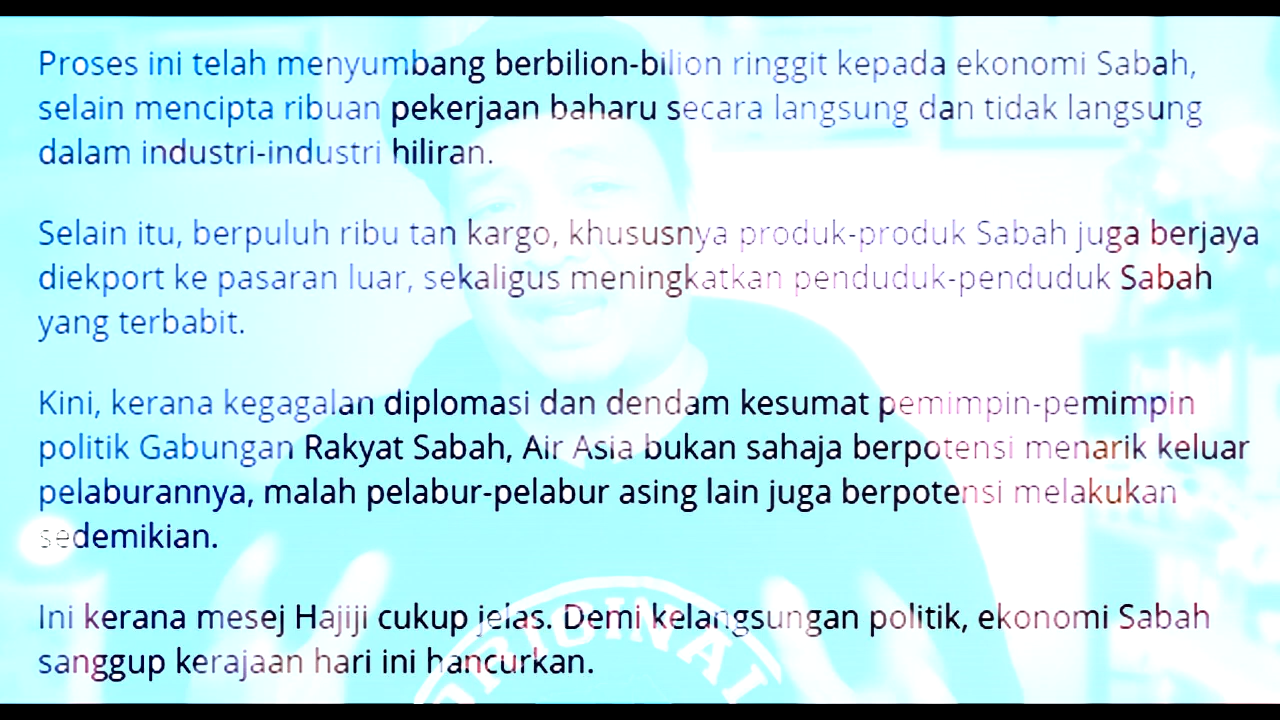 Proses ini telah menyumbang berbilion-bilion ringgit kepada ekonomi Sabah,
selain mencipta ribuan pekerjaan baharu secara langsung dan tidak langsung
dalam industri-industri hiliran.
Selain itu, berpuluh ribu tan kargo, khususnya produk-produk Sabah juga berjaya
diekport ke pasaran luar, sekaligus meningkatkan penduduk-penduduk Sabah
yang terbabit.
Kini, kerana kegagalan diplomasi dan dendam kesumat pemimpin-pemimpin
politik Gabungan Rakyat Sabah, Air Asia bukan sahaja berpotensi menarik keluar
pelaburannya, malah pelabur-pelabur asing lain juga berpotensi melakukan
sedemikian.
Ini kerana mesej Hajiji cukup jelas. Demi kelangsungan politik, ekonomi Sabah
sanggup kerajaan hari ini hancurkan.
ORIGINAL